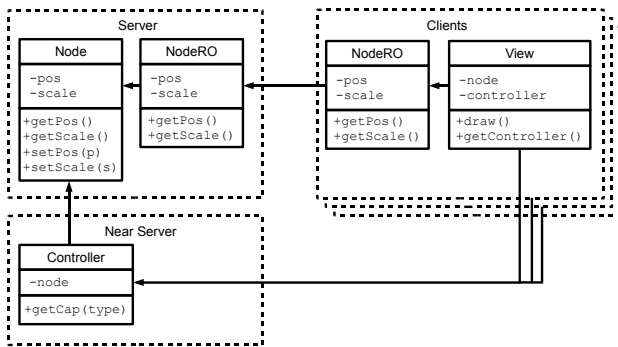 Server
Node
-pos
-scale
+getPos()
+getScale()
+setPos(p)
+setScale(s)
NodeRO
-pos
-scale
+getPos()
+getScale()
Clients
NodeRO
-pos
-scale
+getPos()
+getScale()
View
-node
-controller
+draw()
+getController()
Near Server
Controller
-node
+getCap(type)